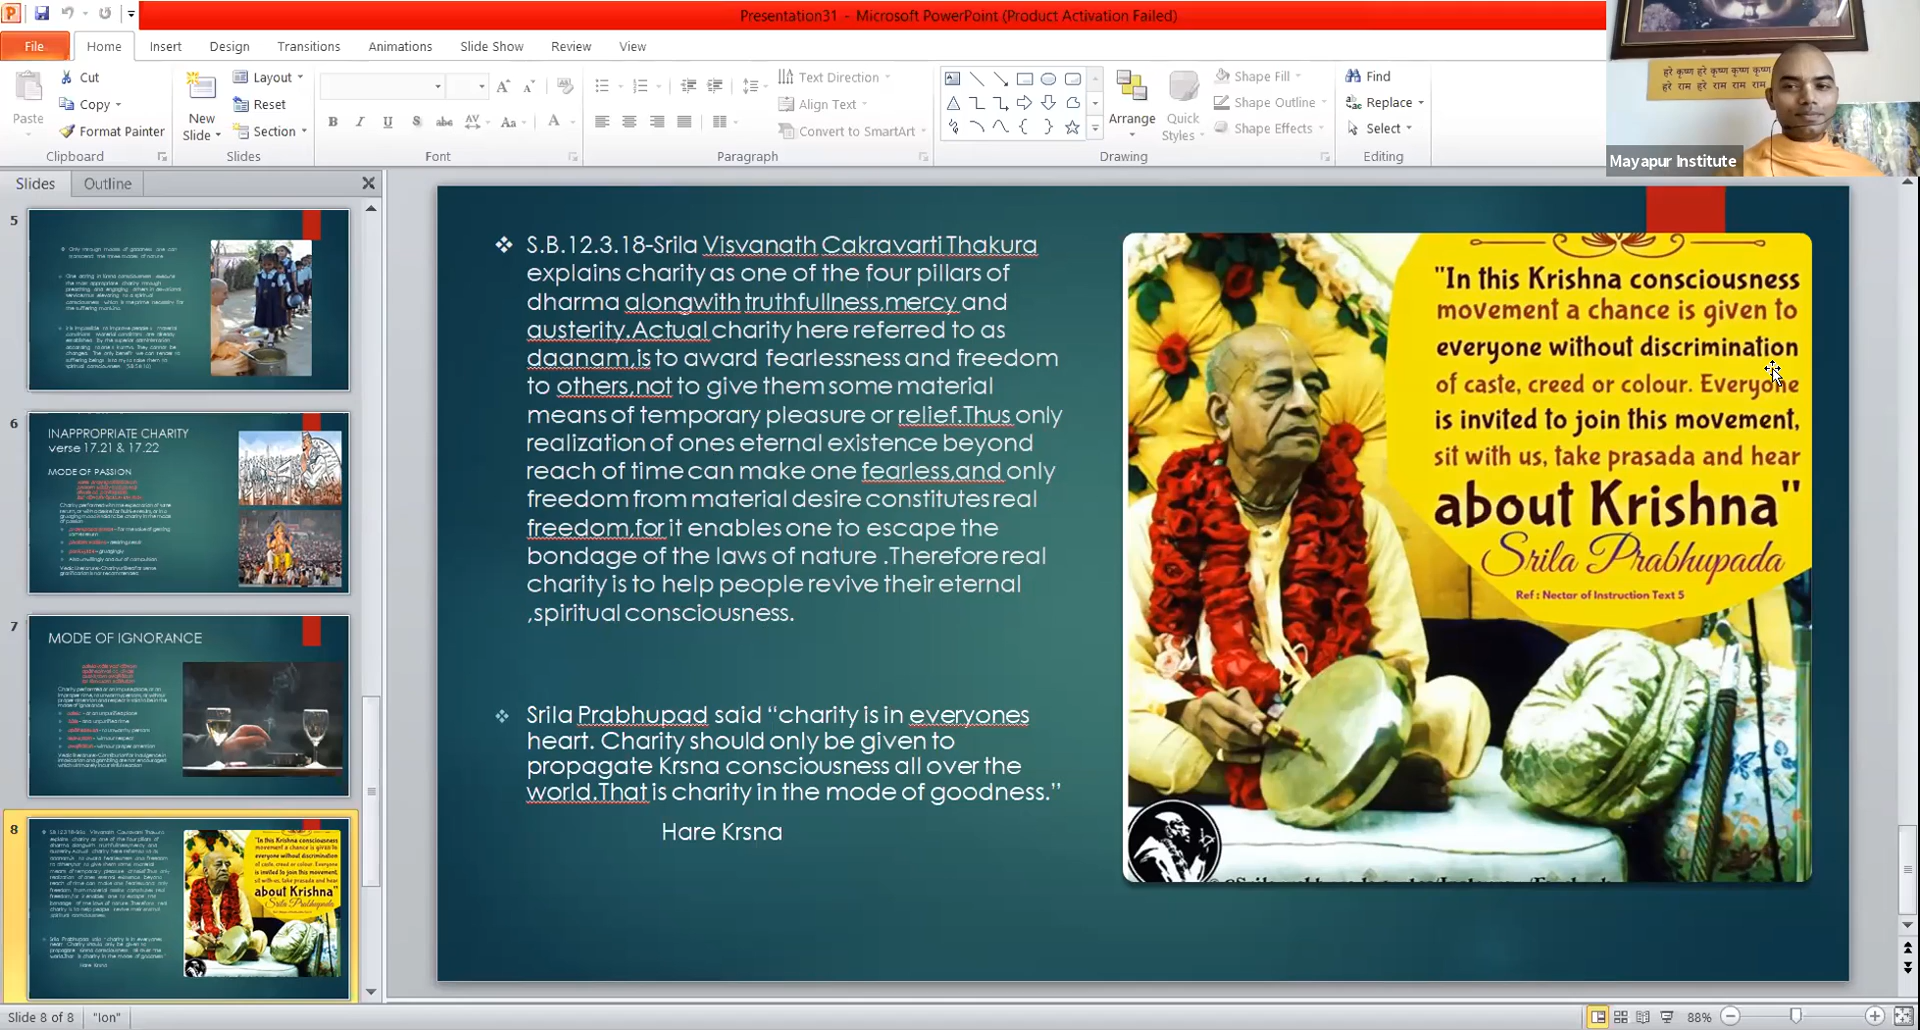 Presentation31 - Microsoft PowerPoint (Product Activation Failed)
File Home Insert Design Transitions Animations Slide Show Review View
Paste
Cut
Copy
Format Painter
Clipboard
New
Slide
Layout
Reset
Section
Slides
B I U S abc AV Aa A
Font
Text Direction
Align Text
Convert to SmartArt
Paragraph
Arrange
Quick
Styles
Shape Fill
Shape Outline
Shape Effects
Drawing
Find
Replace
Select
Editing
हरे कृष्ण हरे कृष्ण कृष्ण कृष्ण
हरे राम हरे राम राम राम
Mayapur Institute
Slides Outline
5
6
INAPPROPRIATE CHARITY
verse 17.21 & 17.22
MODE OF PASSION
7
MODE OF IGNORANCE
8
❖ S.B.12.3.18-Srila Visvanath Cakravarti Thakura
explains charity as one of the four pillars of
dharma alongwith truthfullness,mercy and
austerity.Actual charity here referred to as
daanam,is to award fearlessness and freedom
to others,not to give them some material
means of temporary pleasure or relief.Thus only
realization of ones eternal existence beyond
reach of time can make one fearless,and only
freedom from material desire constitutes real
freedom,for it enables one to escape the
bondage of the laws of nature .Therefore real
charity is to help people revive their eternal
,spiritual consciousness.
❖ Srila Prabhupad said “charity is in everyones
heart. Charity should only be given to
propagate Krsna consciousness all over the
world.That is charity in the mode of goodness.”
Hare Krsna
"In this Krishna consciousness
movement a chance is given to
everyone without discrimination
of caste, creed or colour. Everyone
is invited to join this movement,
sit with us, take prasada and hear
about Krishna"
Srila Prabhupada
Ref : Nectar of Instruction Text 5
Slide 8 of 8 "Ion" 88%